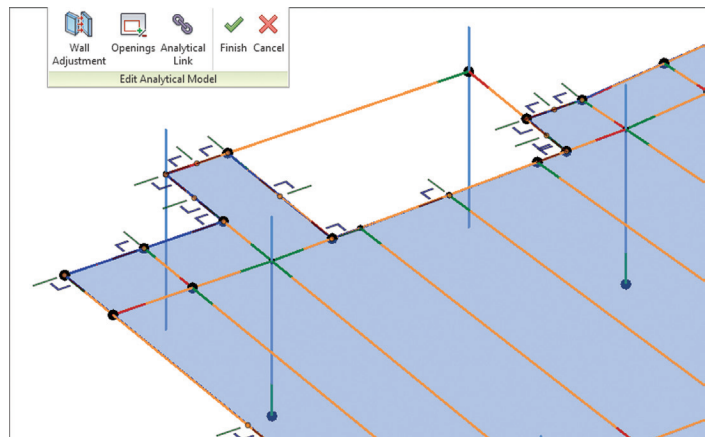 Wall Adjustment
Openings
Analytical Link
Finish
Cancel
Edit Analytical Model